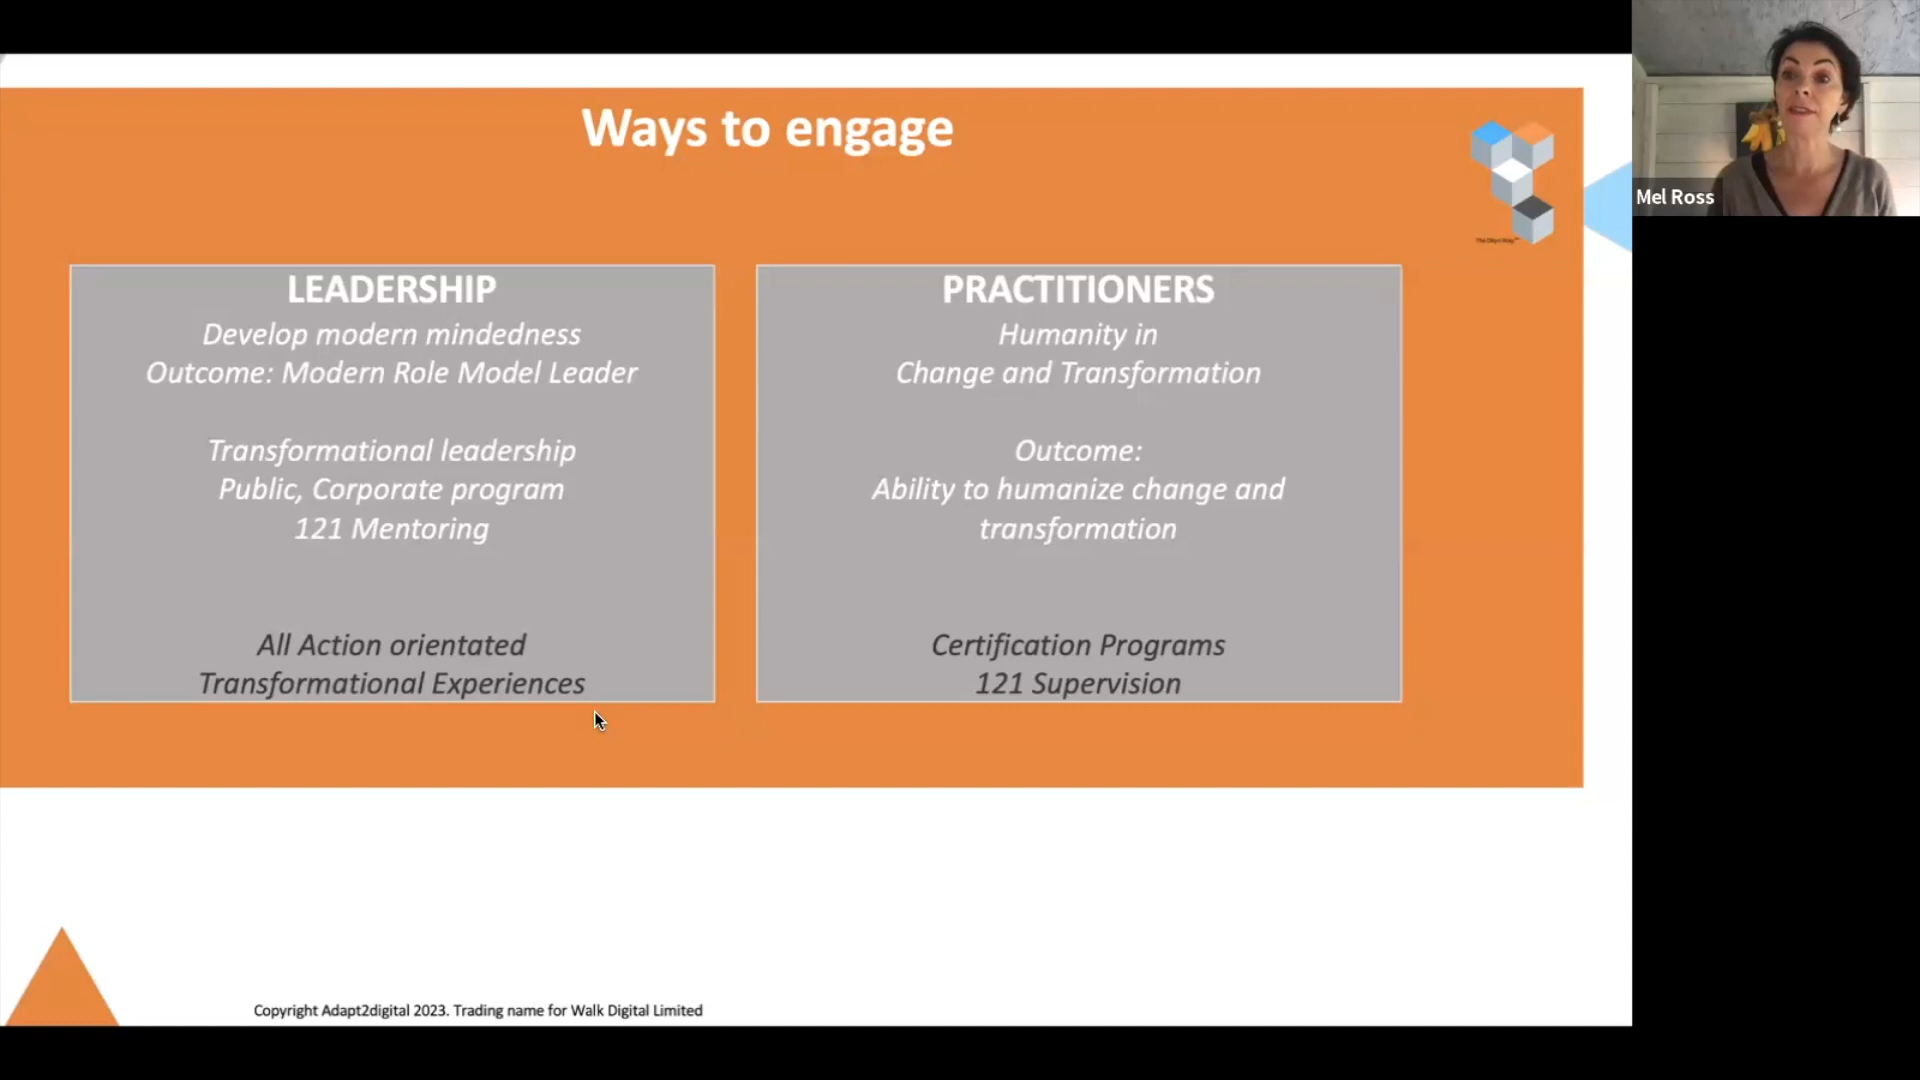 Ways to engage
LEADERSHIP
Develop modern mindedness
Outcome: Modern Role Model Leader
Transformational leadership
Public, Corporate program
121 Mentoring
All Action orientated
Transformational Experiences
PRACTITIONERS
Humanity in
Change and Transformation
Outcome:
Ability to humanize change and
transformation
Certification Programs
121 Supervision
Copyright Adapt2digital 2023. Trading name for Walk Digital Limited
Mel Ross